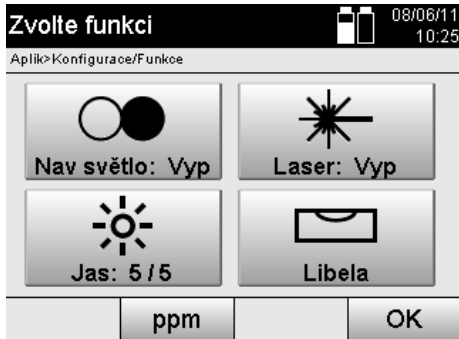 Zvolte funkci
08/06/11
10:25
Aplik>Konfigurace/Funkce
Nav světlo: Vyp
Laser: Vyp
Jas: 5/5
Libela
ppm
OK